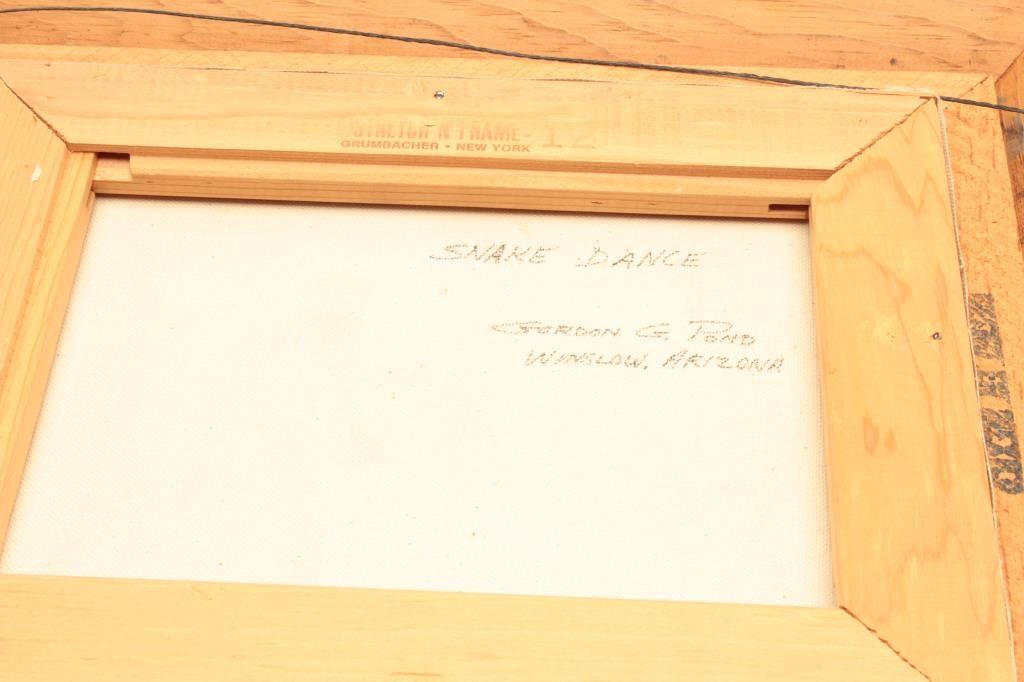 STRETCH 'N FRAME 12
GRUMBACHER • NEW YORK
SNAKE DANCE
GORDON G. POND
WINSLOW, ARIZONA